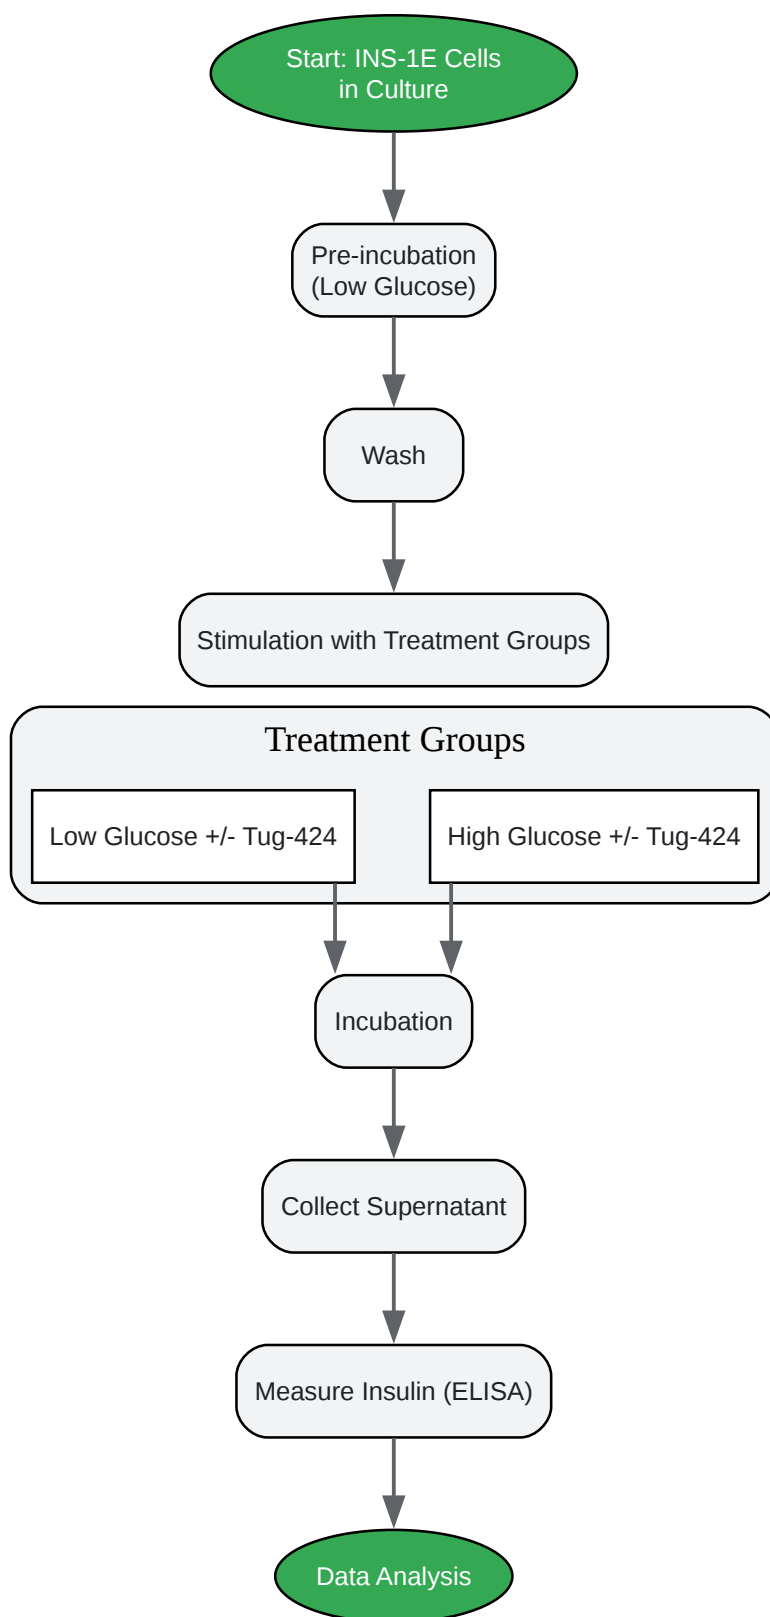 Start: INS-1E Cells
in Culture
Pre-incubation
(Low Glucose)
Wash
Stimulation with Treatment Groups
Treatment Groups
Low Glucose +/- Tug-424
High Glucose +/- Tug-424
Incubation
Collect Supernatant
Measure Insulin (ELISA)
Data Analysis